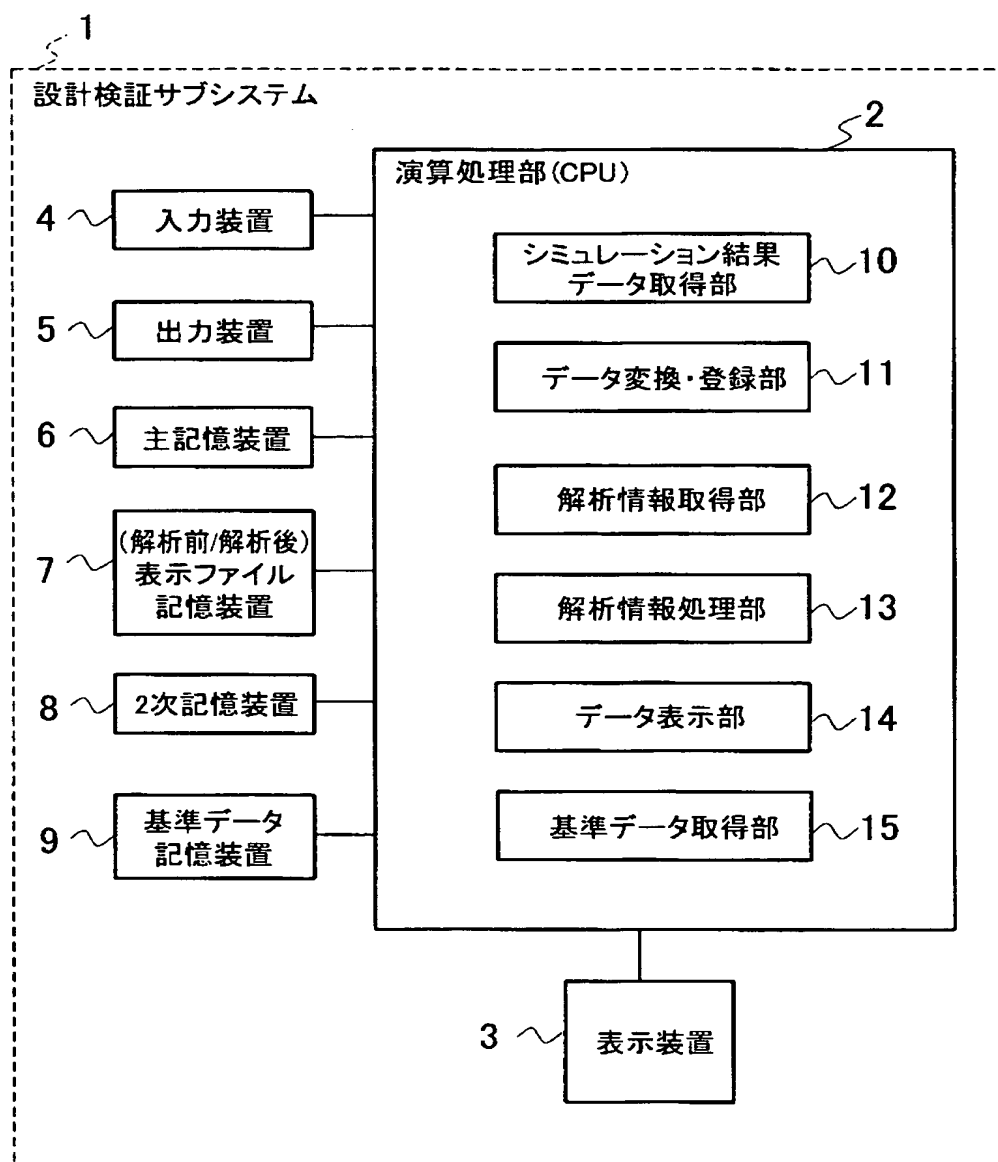 1
設計検証サブシステム
2
演算処理部(CPU)
4
入力装置
シミュレーション結果
データ取得部
10
5
出力装置
データ変換・登録部
11
6
主記憶装置
解析情報取得部
12
7
(解析前/解析後)
表示ファイル
記憶装置
解析情報処理部
13
8
2次記憶装置
データ表示部
14
9
基準データ
記憶装置
基準データ取得部
15
3
表示装置